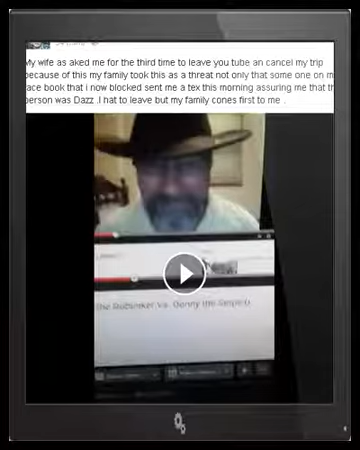 My wife as aked me for the third time to leave you tube an cancel my trip
because of this my family took this as a threat not only that some one on m
face book that i now blocked sent me a tex this morning assuring me that th
person was Dazz .I hat to leave but my family cones first to me .
the Debunker Vs. Denny the